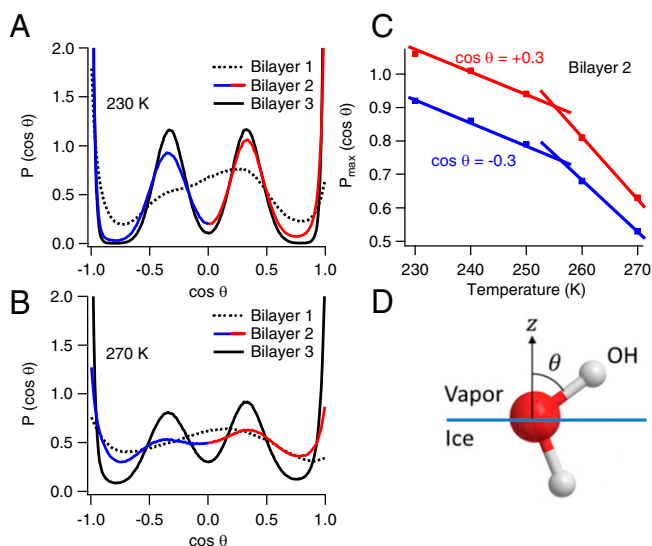 A
2.0
1.5
1.0
0.5
0.0
P (cos θ)
230 K
Bilayer 1
Bilayer 2
Bilayer 3
-1.0 -0.5 0.0 0.5 1.0
cos θ
B
2.0
1.5
1.0
0.5
0.0
P (cos θ)
270 K
Bilayer 1
Bilayer 2
Bilayer 3
-1.0 -0.5 0.0 0.5 1.0
cos θ
C
cos θ = +0.3
Bilayer 2
1.0
0.9
0.8
0.7
0.6
0.5
P_max (cos θ)
cos θ = -0.3
230 240 250 260 270
Temperature (K)
D
z
θ
OH
Vapor
Ice